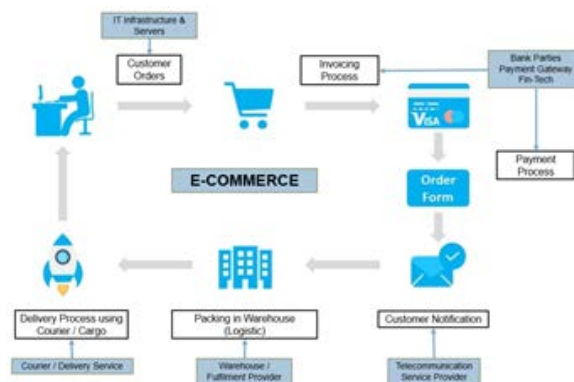 IT Infrastructure &
Servers
Customer
Orders
Invoicing
Process
Bank Parties
Payment Gateway
Fin-Tech
VISA
Payment
Process
E-COMMERCE
Order
Form
Delivery Process using
Courier / Cargo
Packing in Warehouse
(Logistic)
Customer Notification
Courier / Delivery Service
Warehouse /
Fulfilment Provider
Telecommunication
Service Provider